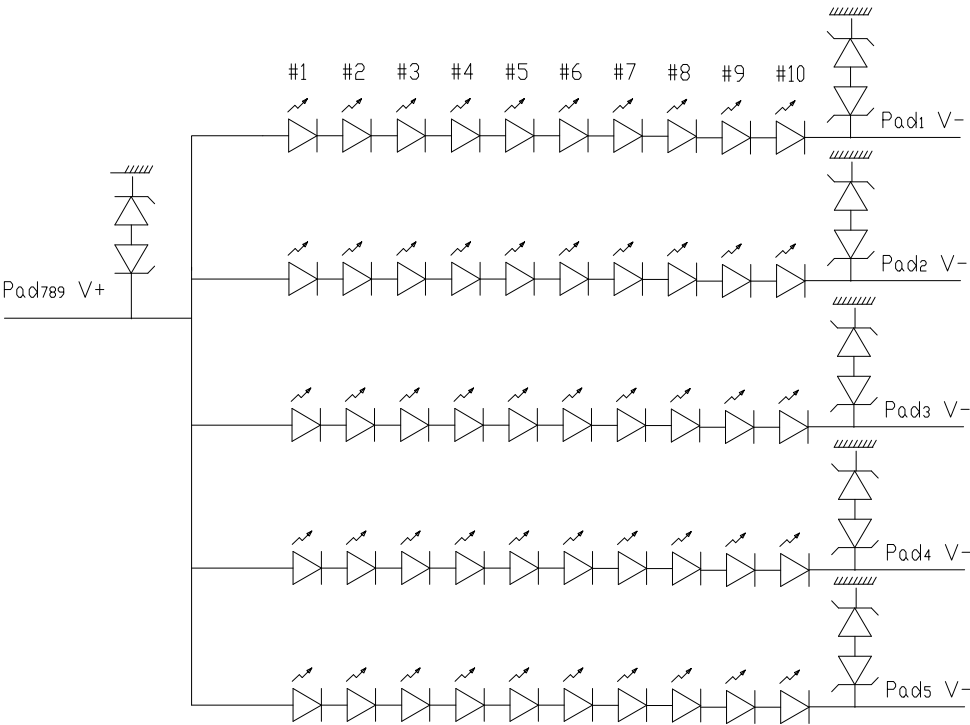 #1 #2 #3 #4 #5 #6 #7 #8 #9 #10
Pad1 V-
Pad2 V-
Pad789 V+
Pad3 V-
Pad4 V-
Pad5 V-